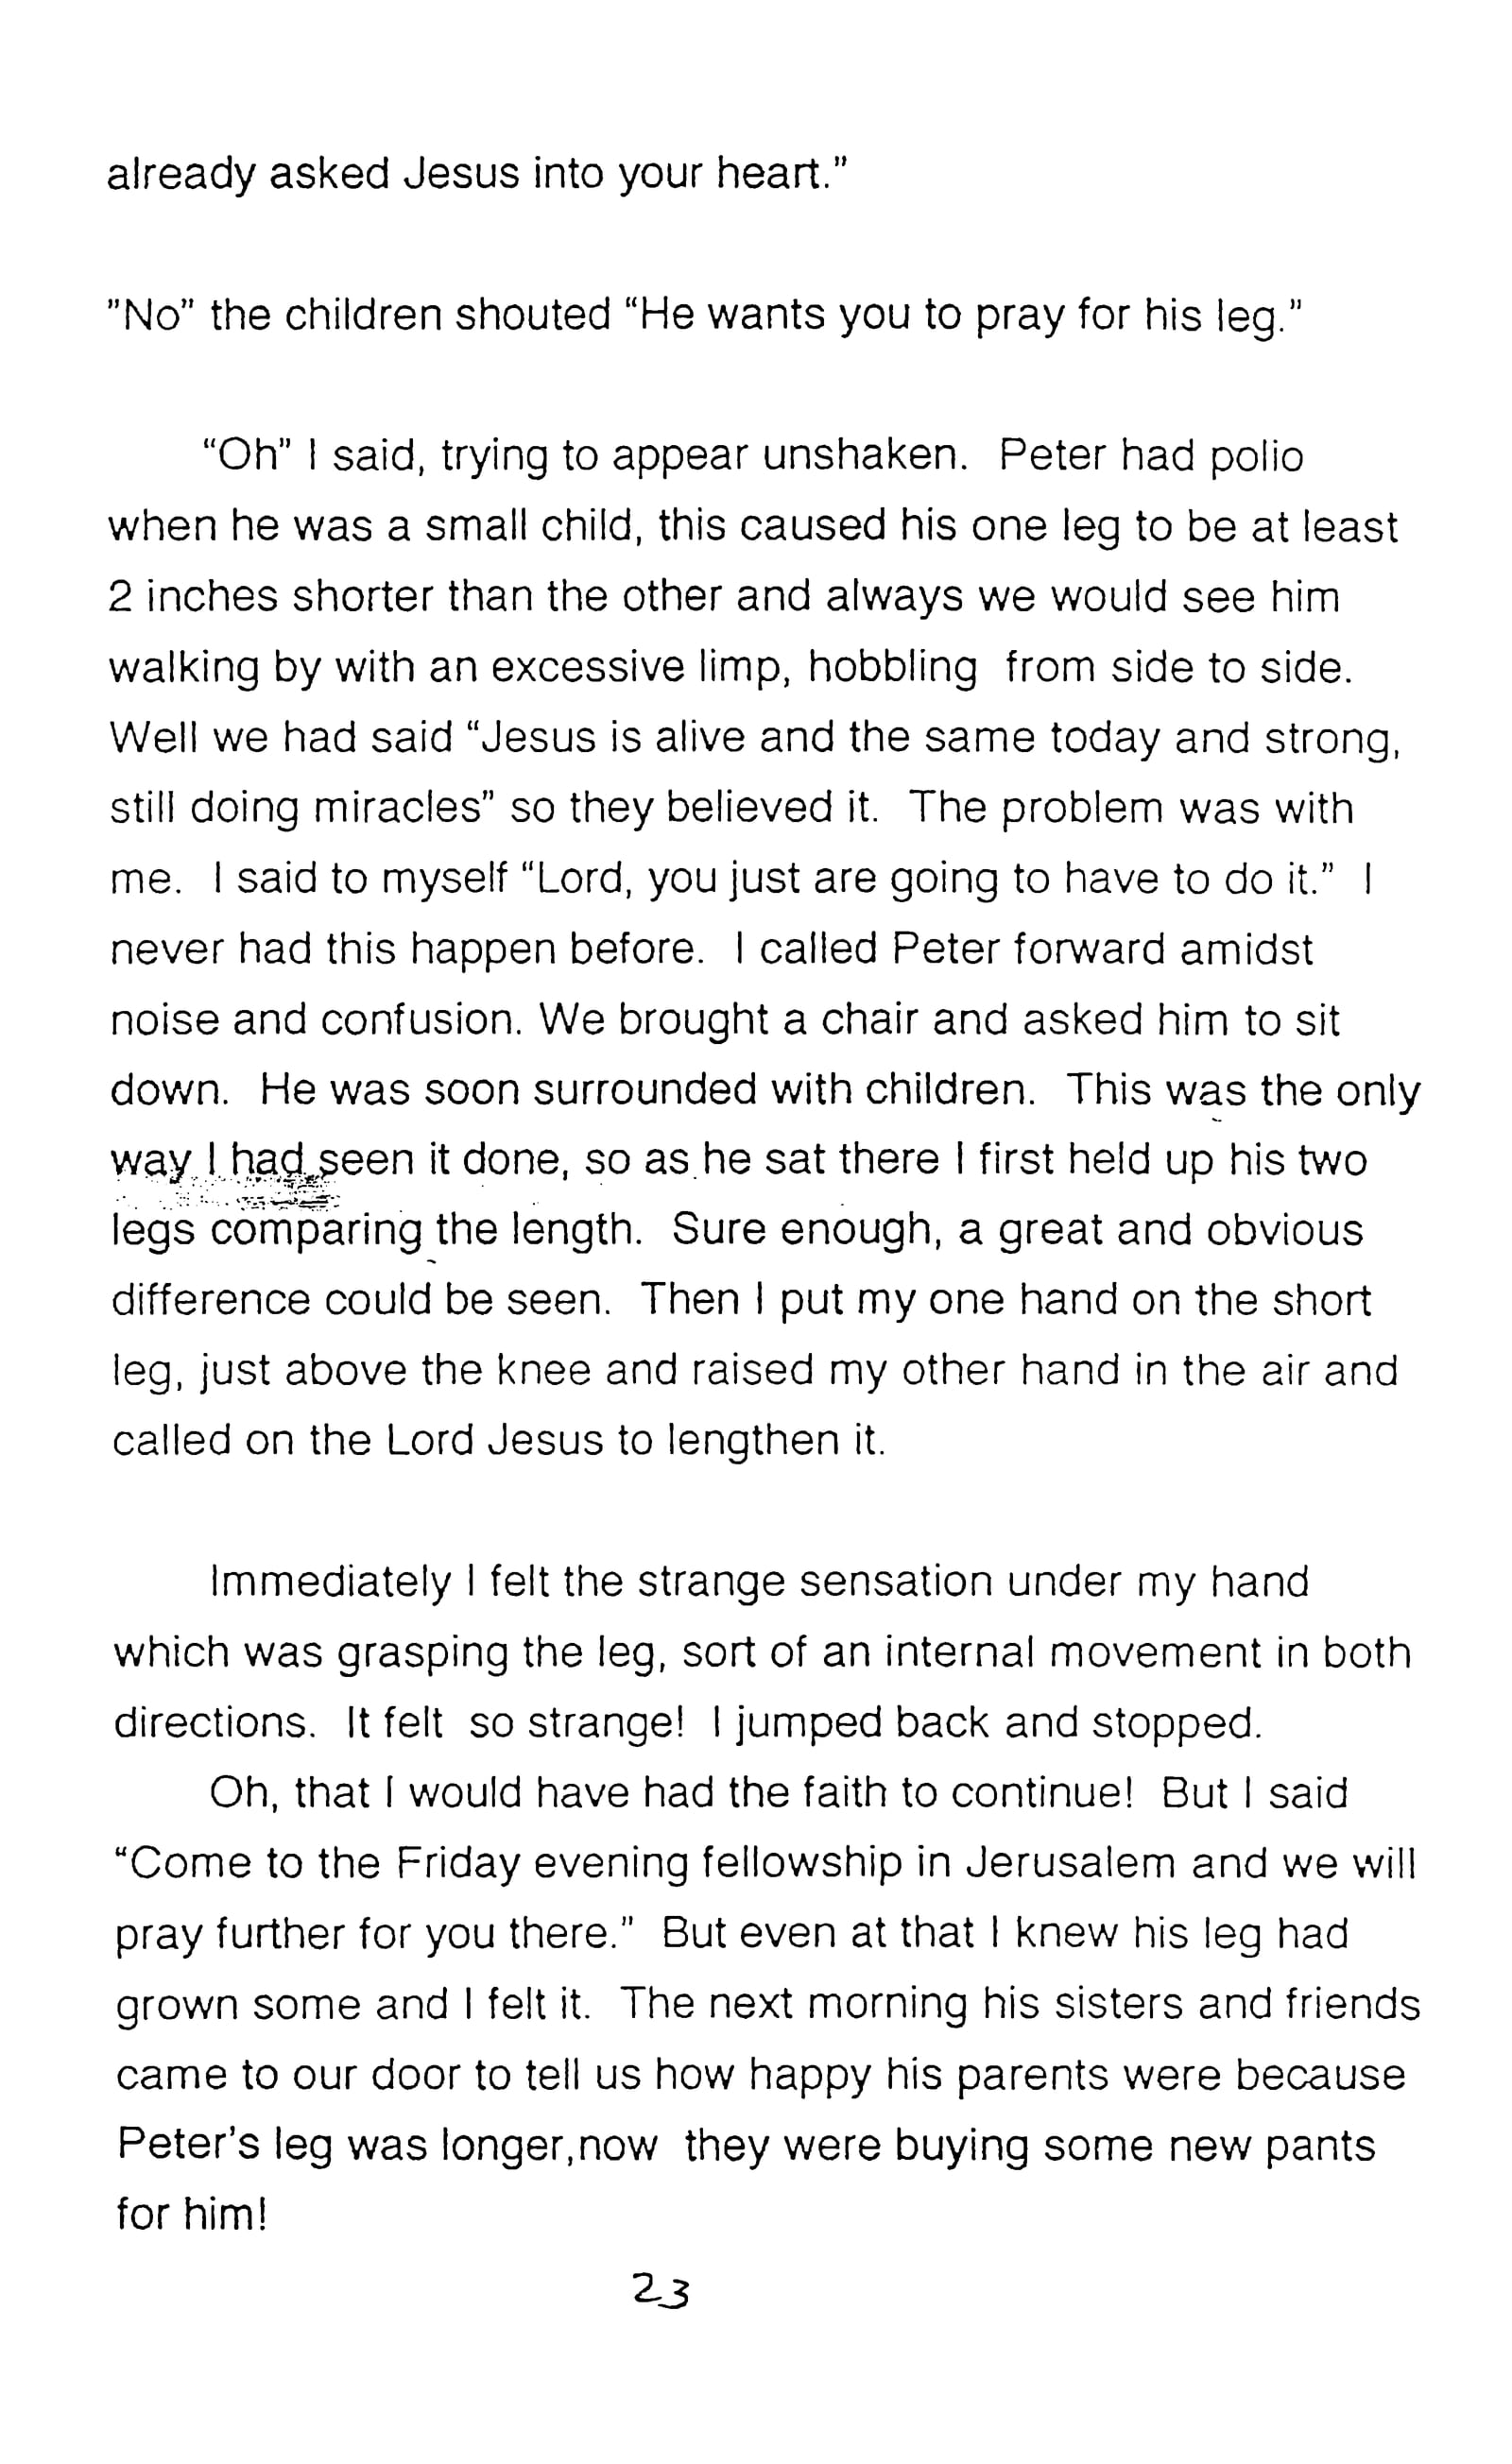 already asked Jesus into your heart."
"No" the children shouted "He wants you to pray for his leg."
"Oh" I said, trying to appear unshaken. Peter had polio
when he was a small child, this caused his one leg to be at least
2 inches shorter than the other and always we would see him
walking by with an excessive limp, hobbling from side to side.
Well we had said "Jesus is alive and the same today and strong,
still doing miracles" so they believed it. The problem was with
me. I said to myself "Lord, you just are going to have to do it." I
never had this happen before. I called Peter forward amidst
noise and confusion. We brought a chair and asked him to sit
down. He was soon surrounded with children. This was the only
way I had seen it done, so as he sat there I first held up his two
legs comparing the length. Sure enough, a great and obvious
difference could be seen. Then I put my one hand on the short
leg, just above the knee and raised my other hand in the air and
called on the Lord Jesus to lengthen it.
Immediately I felt the strange sensation under my hand
which was grasping the leg, sort of an internal movement in both
directions. It felt so strange! I jumped back and stopped.
Oh, that I would have had the faith to continue! But I said
"Come to the Friday evening fellowship in Jerusalem and we will
pray further for you there." But even at that I knew his leg had
grown some and I felt it. The next morning his sisters and friends
came to our door to tell us how happy his parents were because
Peter's leg was longer,now they were buying some new pants
for him!
23